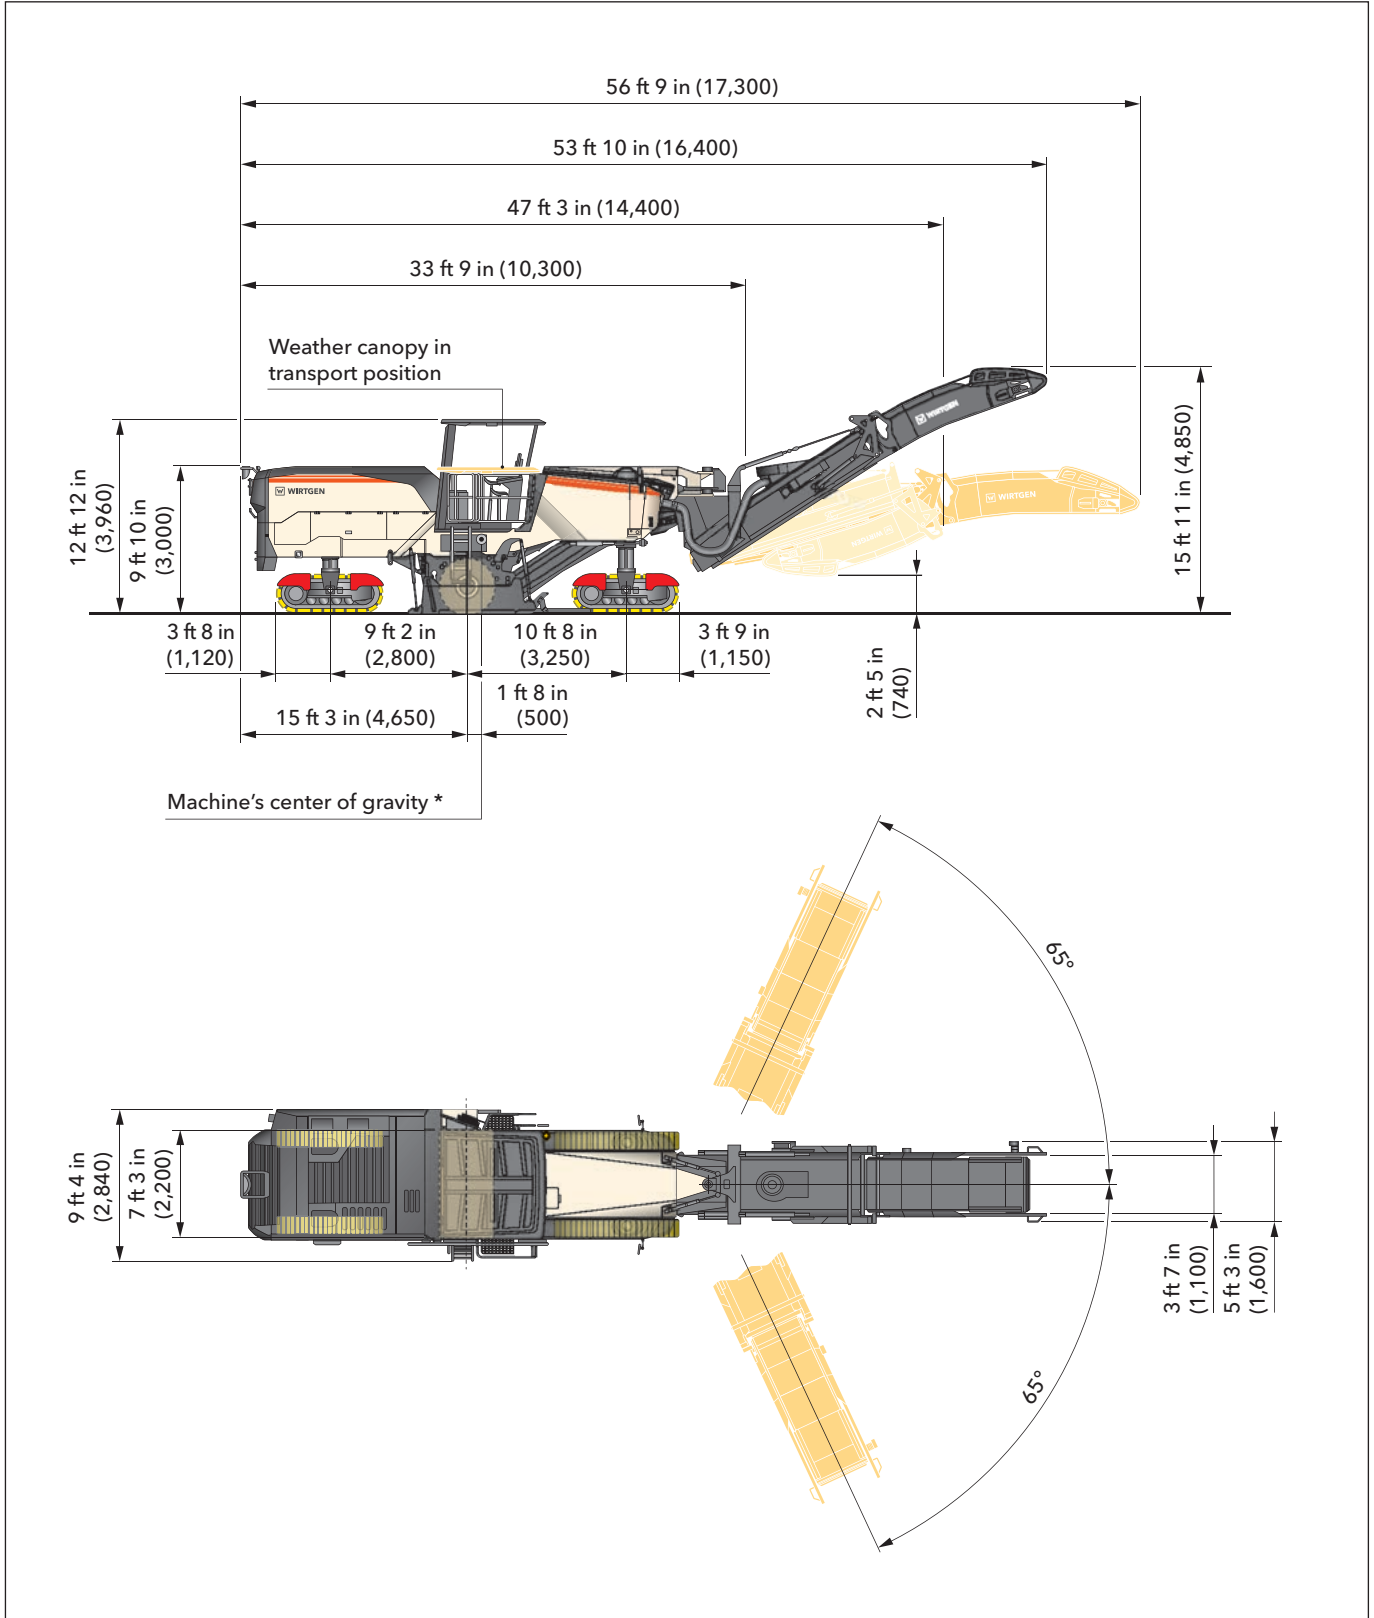 56 ft 9 in (17,300)
53 ft 10 in (16,400)
47 ft 3 in (14,400)
33 ft 9 in (10,300)
Weather canopy in
transport position
12 ft 12 in
(3,960)
9 ft 10 in
(3,000)
W WIRTGEN
W WIRTGEN
W WIRTGEN
WIRTGEN
15 ft 11 in (4,850)
3 ft 8 in
(1,120)
9 ft 2 in
(2,800)
10 ft 8 in
(3,250)
3 ft 9 in
(1,150)
2 ft 5 in
(740)
1 ft 8 in
(500)
15 ft 3 in (4,650)
Machine’s center of gravity *
65°
9 ft 4 in
(2,840)
7 ft 3 in
(2,200)
3 ft 7 in
(1,100)
5 ft 3 in
(1,600)
65°